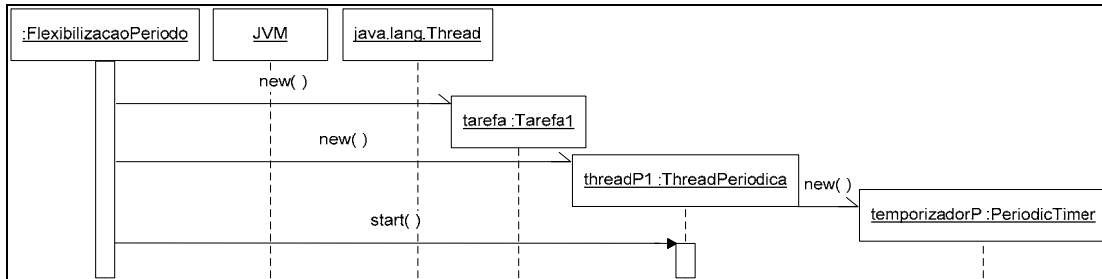 :FlexibilizacaoPeriodo
JVM
java.lang.Thread
new( )
tarefa :Tarefa1
new( )
threadP1 :ThreadPeriodica
new( )
temporizadorP :PeriodicTimer
start( )